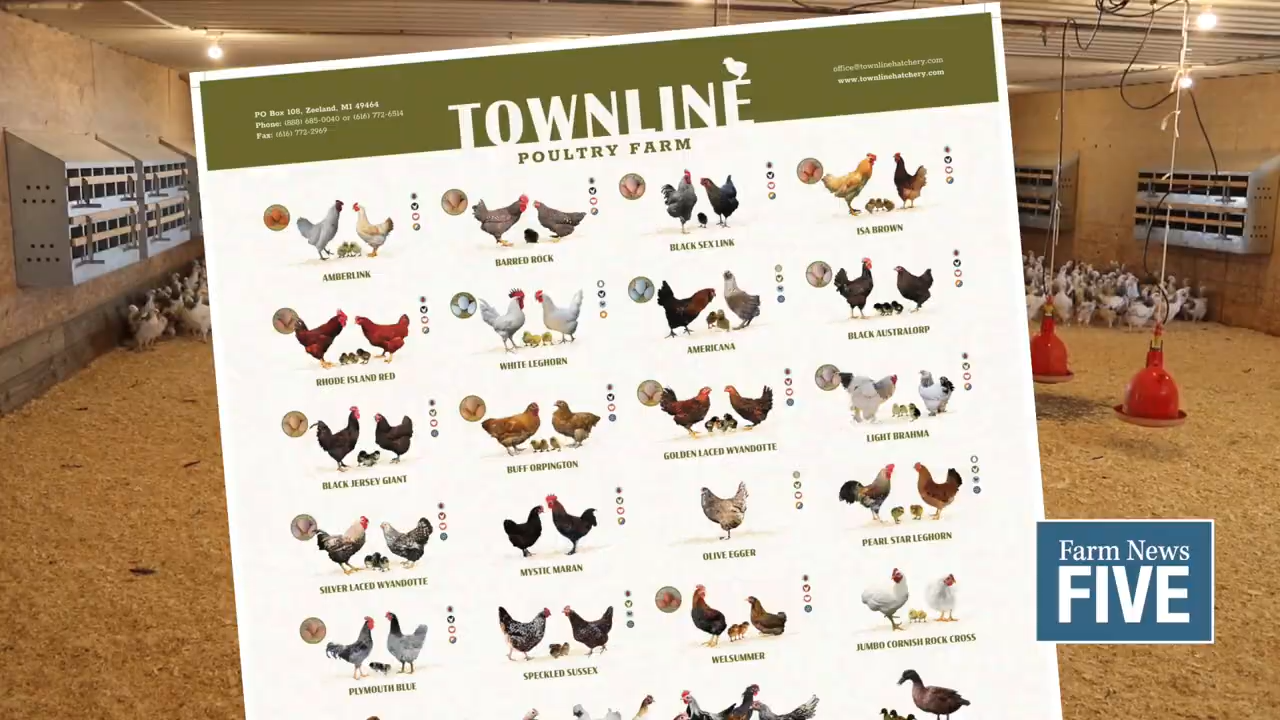 PO Box 108, Zeeland, MI 49464
Phone: (888) 685-0040 or (616) 772-6514
Fax: (616) 772-2969
TOWNLINE
POULTRY FARM
office@townlinehatchery.com
www.townlinehatchery.com
AMBERLINK
BARRED ROCK
BLACK SEX LINK
ISA BROWN
RHODE ISLAND RED
WHITE LEGHORN
AMERICANA
BLACK AUSTRALORP
BLACK JERSEY GIANT
BUFF ORPINGTON
GOLDEN LACED WYANDOTTE
LIGHT BRAHMA
SILVER LACED WYANDOTTE
MYSTIC MARAN
OLIVE EGGER
PEARL STAR LEGHORN
PLYMOUTH BLUE
SPECKLED SUSSEX
WELSUMMER
JUMBO CORNISH ROCK CROSS
Farm News
FIVE